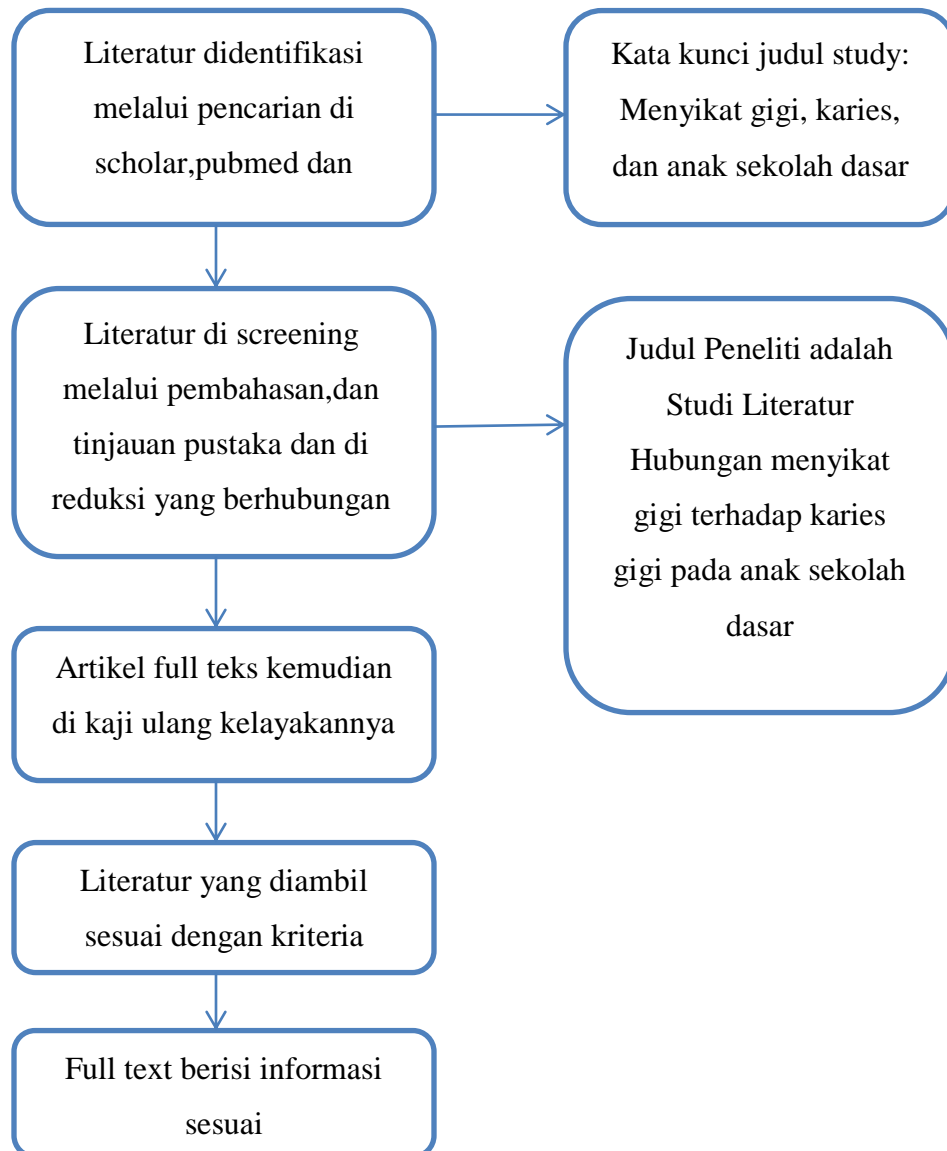 Literatur didentifikasi
melalui pencarian di
scholar,pubmed dan
Kata kunci judul study:
Menyikat gigi, karies,
dan anak sekolah dasar
Literatur di screening
melalui pembahasan,dan
tinjauan pustaka dan di
reduksi yang berhubungan
Judul Peneliti adalah
Studi Literatur
Hubungan menyikat
gigi terhadap karies
gigi pada anak sekolah
dasar
Artikel full teks kemudian
di kaji ulang kelayakannya
Literatur yang diambil
sesuai dengan kriteria
Full text berisi informasi
sesuai